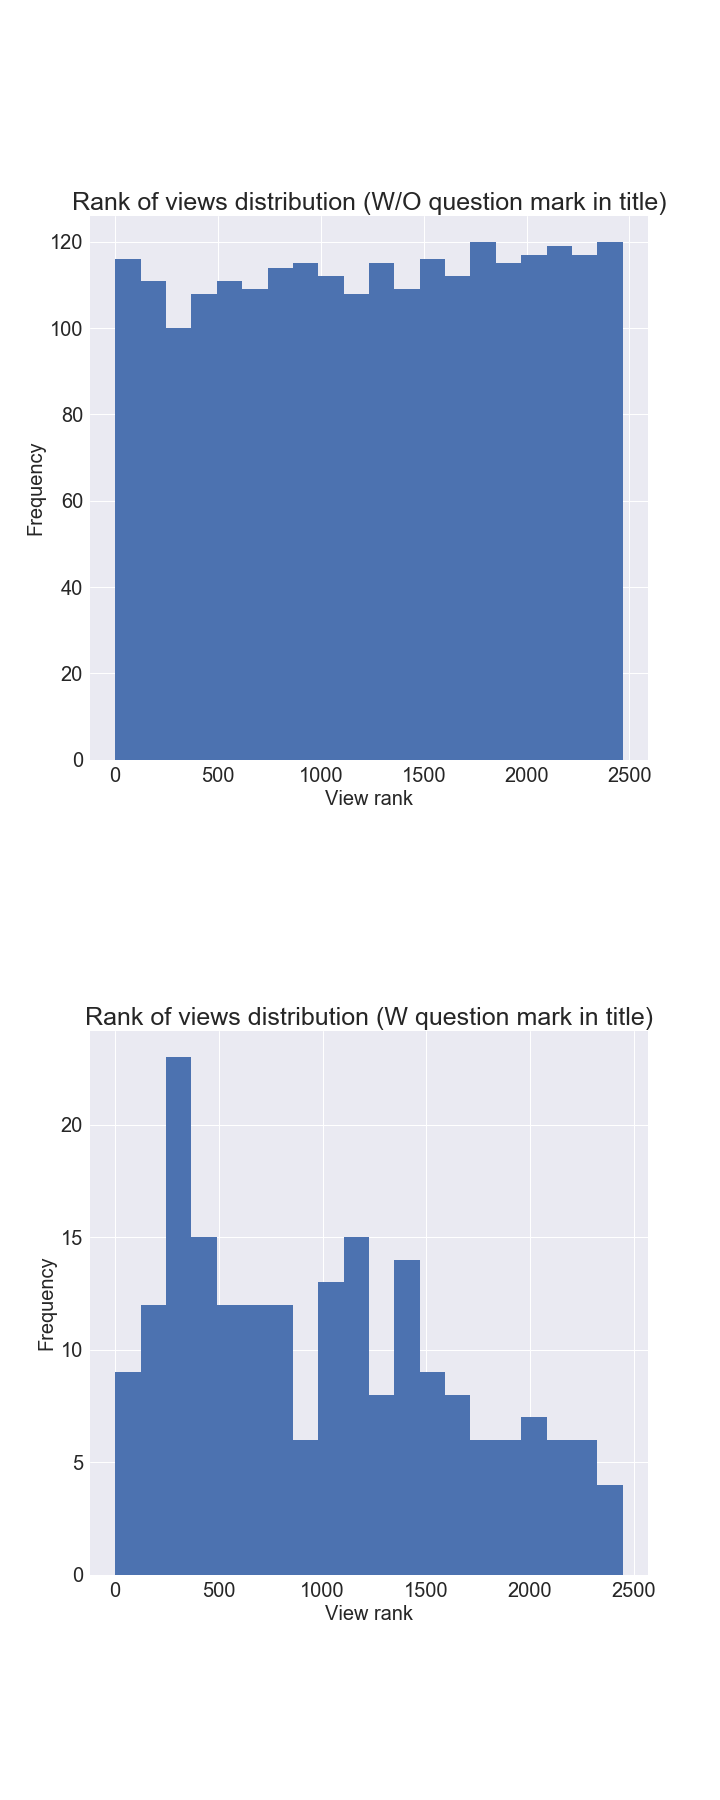 Rank of views distribution (W/O question mark in title)
120
100
80
60
40
20
0
Frequency
0 500 1000 1500 2000 2500
View rank
Rank of views distribution (W question mark in title)
20
15
10
5
0
Frequency
0 500 1000 1500 2000 2500
View rank